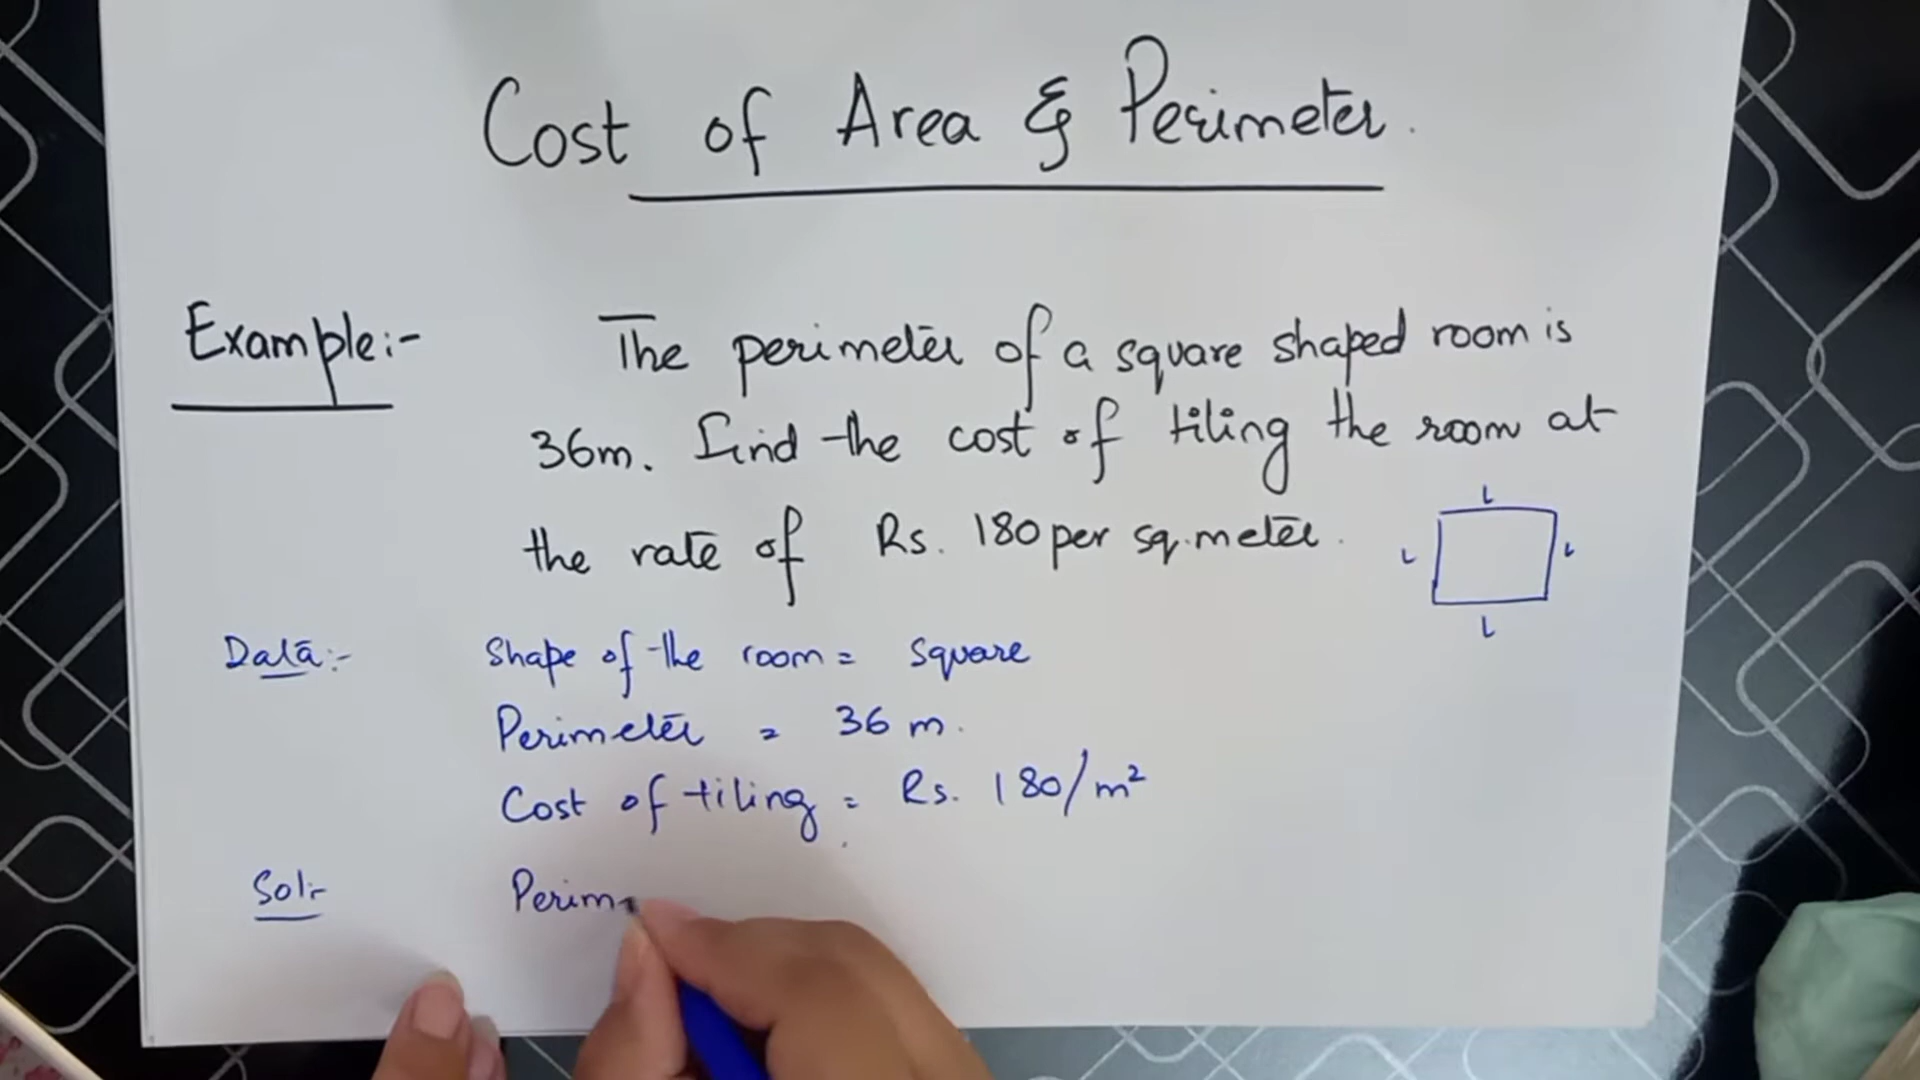 Cost of Area & Perimeter.
Example:- The perimeter of a square shaped room is
36m. Find the cost of tiling the room at
the rate of Rs. 180 per sq.meter.
L
L L
L
Data:- Shape of the room = Square
Perimeter = 36 m.
Cost of tiling = Rs. 180/m²
Sol:- Perim